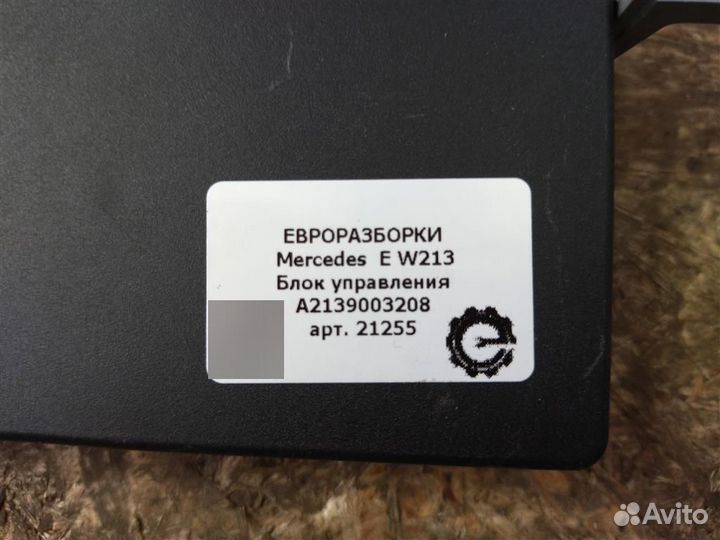 ЕВРОРАЗБОРКИ
Mercedes E W213
Блок управления
A2139003208
арт. 21255
Avito